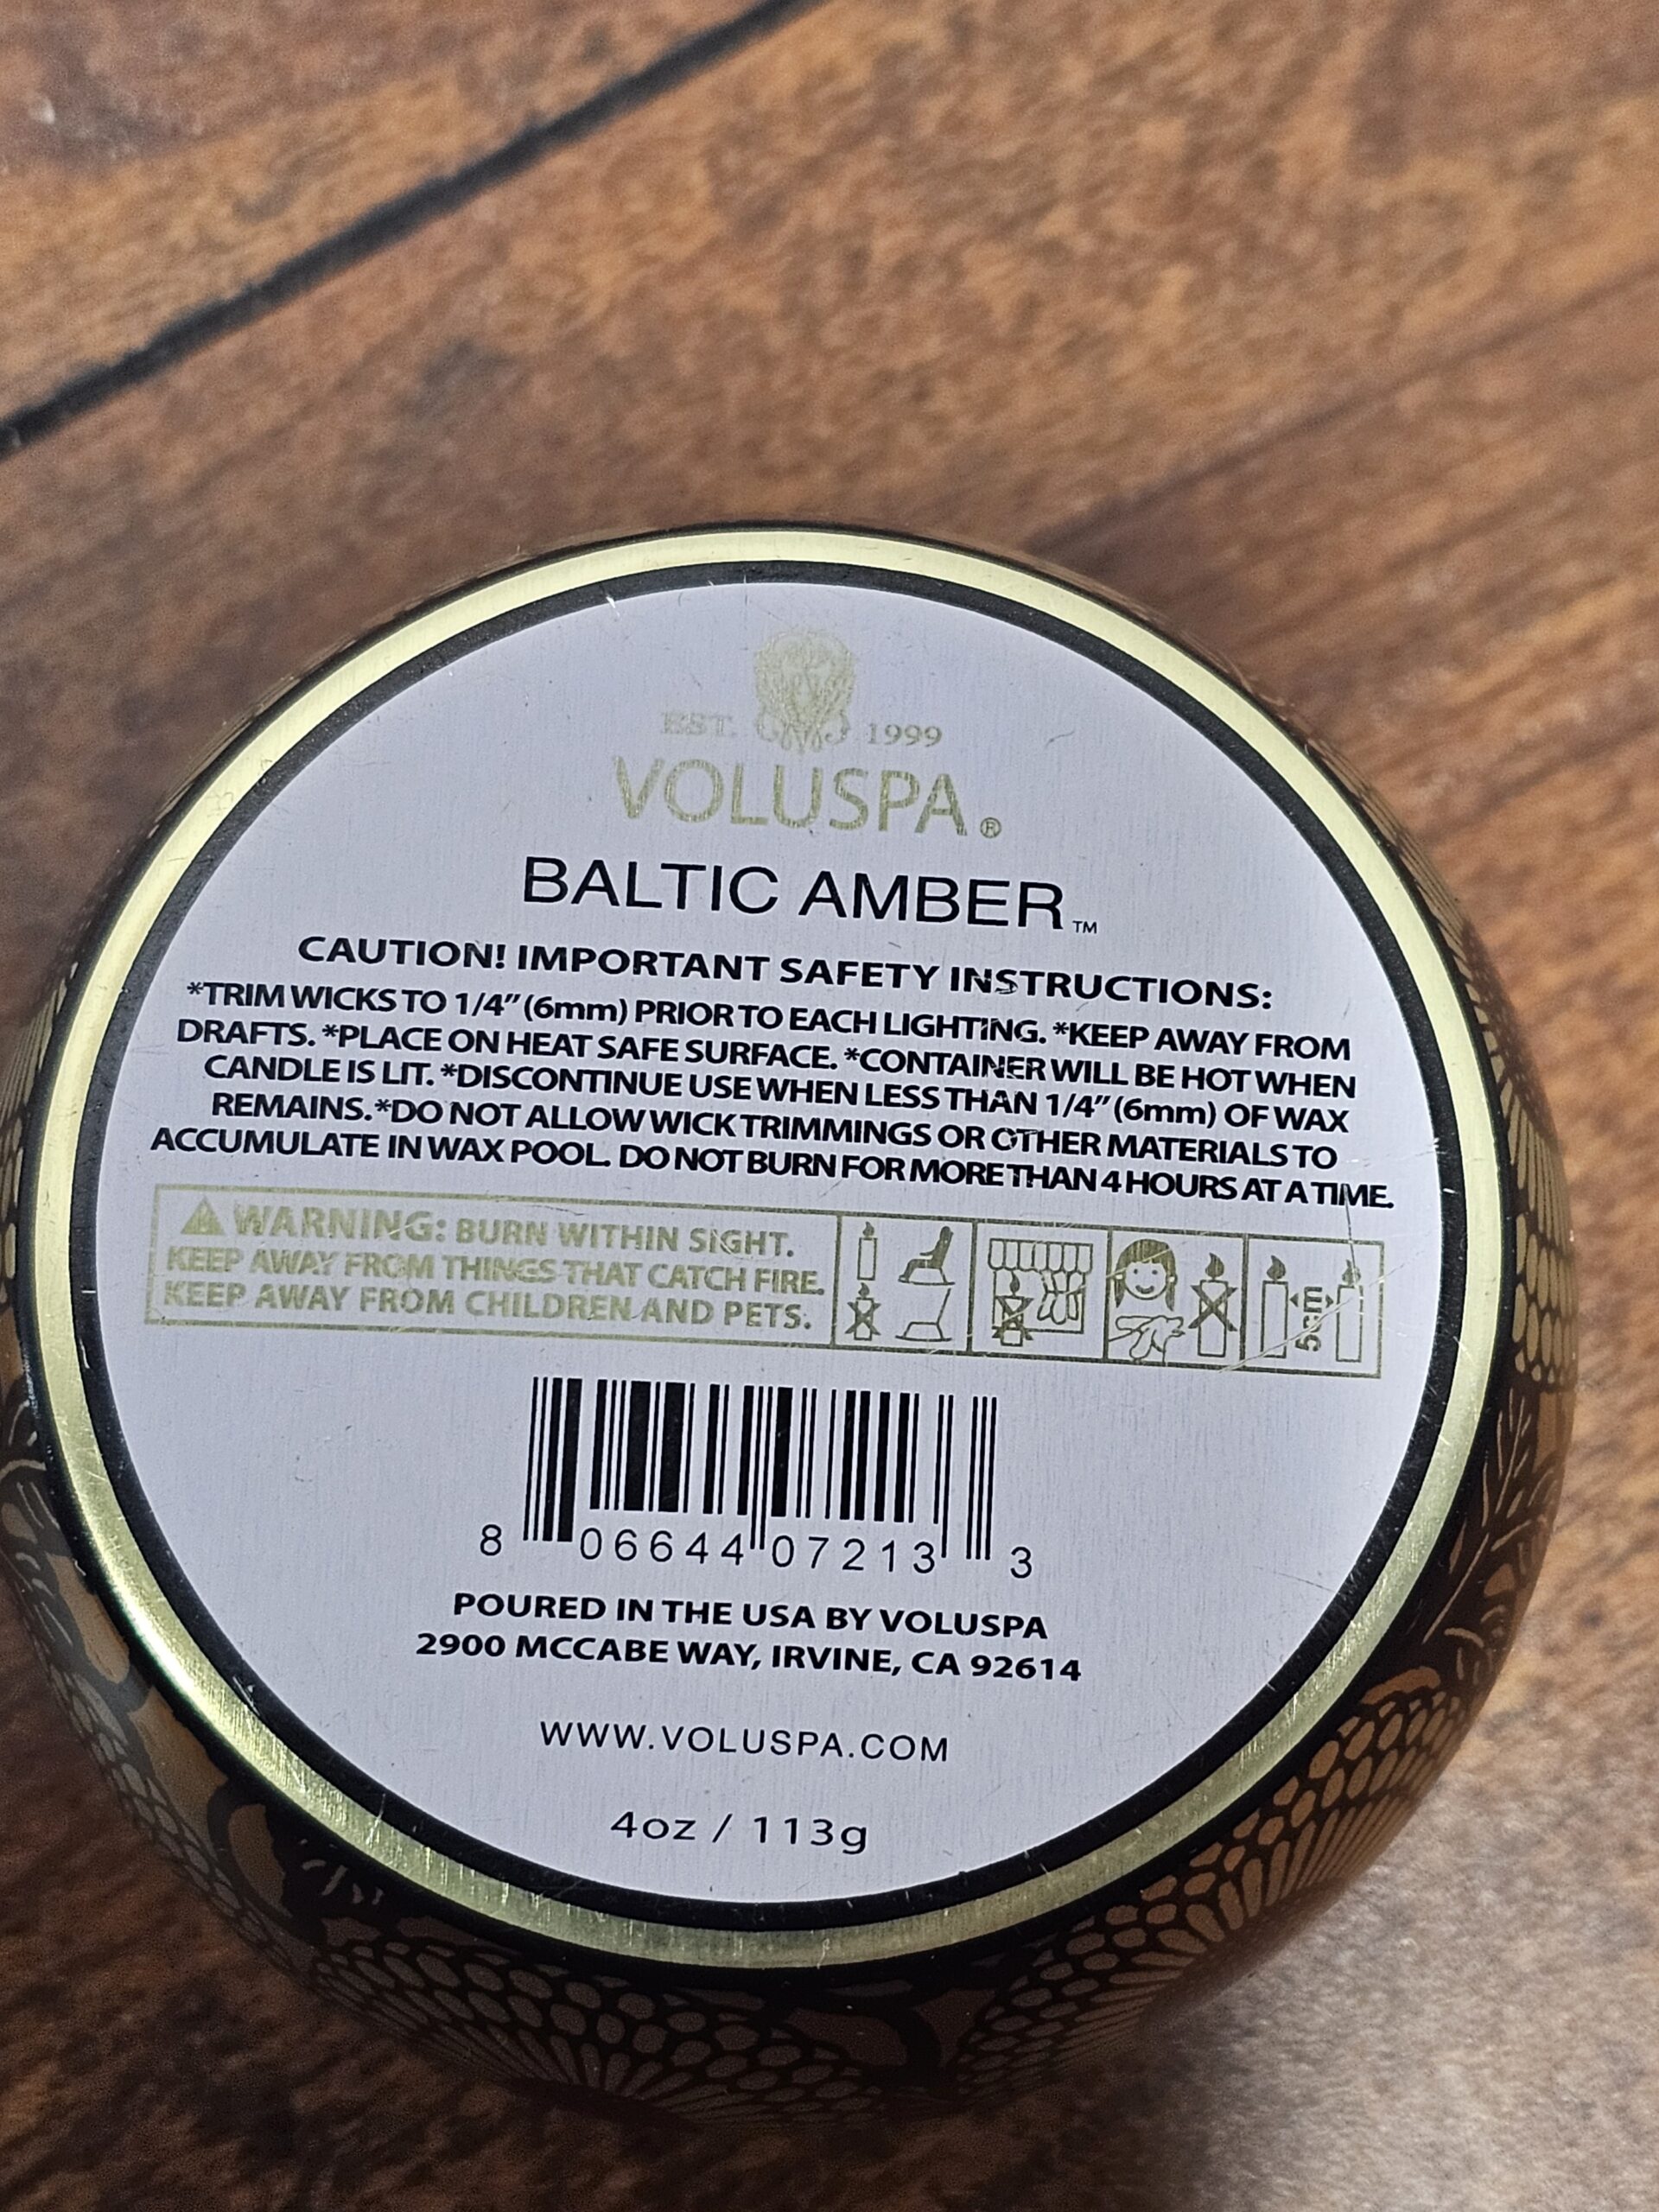 EST. 1999
VOLUSPA®
BALTIC AMBER™
CAUTION! IMPORTANT SAFETY INSTRUCTIONS:
*TRIM WICKS TO 1/4" (6mm) PRIOR TO EACH LIGHTING. *KEEP AWAY FROM
DRAFTS. *PLACE ON HEAT SAFE SURFACE. *CONTAINER WILL BE HOT WHEN
CANDLE IS LIT. *DISCONTINUE USE WHEN LESS THAN 1/4" (6mm) OF WAX
REMAINS.*DO NOT ALLOW WICK TRIMMINGS OR OTHER MATERIALS TO
ACCUMULATE IN WAX POOL. DO NOT BURN FOR MORE THAN 4 HOURS AT A TIME.
WARNING: BURN WITHIN SIGHT.
KEEP AWAY FROM THINGS THAT CATCH FIRE.
KEEP AWAY FROM CHILDREN AND PETS.
5cm
8 06644 07213 3
POURED IN THE USA BY VOLUSPA
2900 MCCABE WAY, IRVINE, CA 92614
WWW.VOLUSPA.COM
4oz / 113g